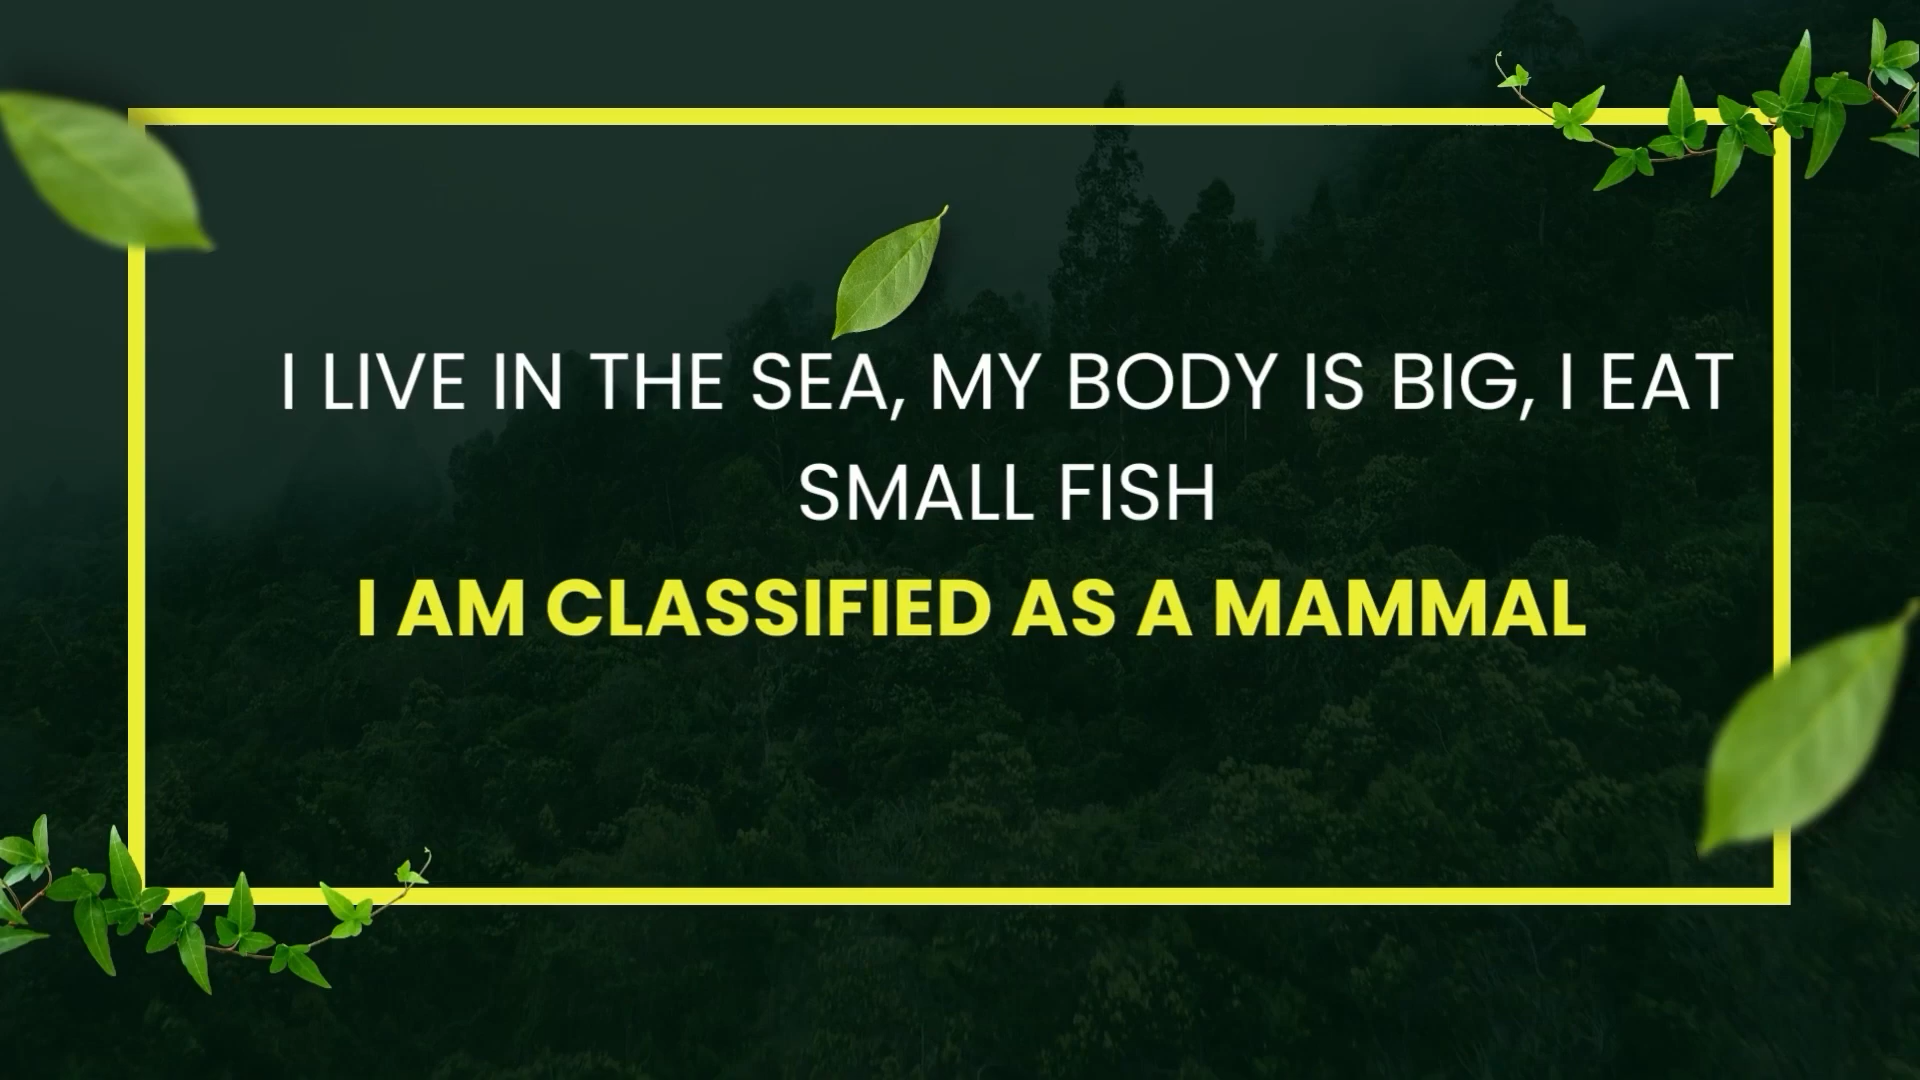 I LIVE IN THE SEA, MY BODY IS BIG, I EAT
SMALL FISH
I AM CLASSIFIED AS A MAMMAL